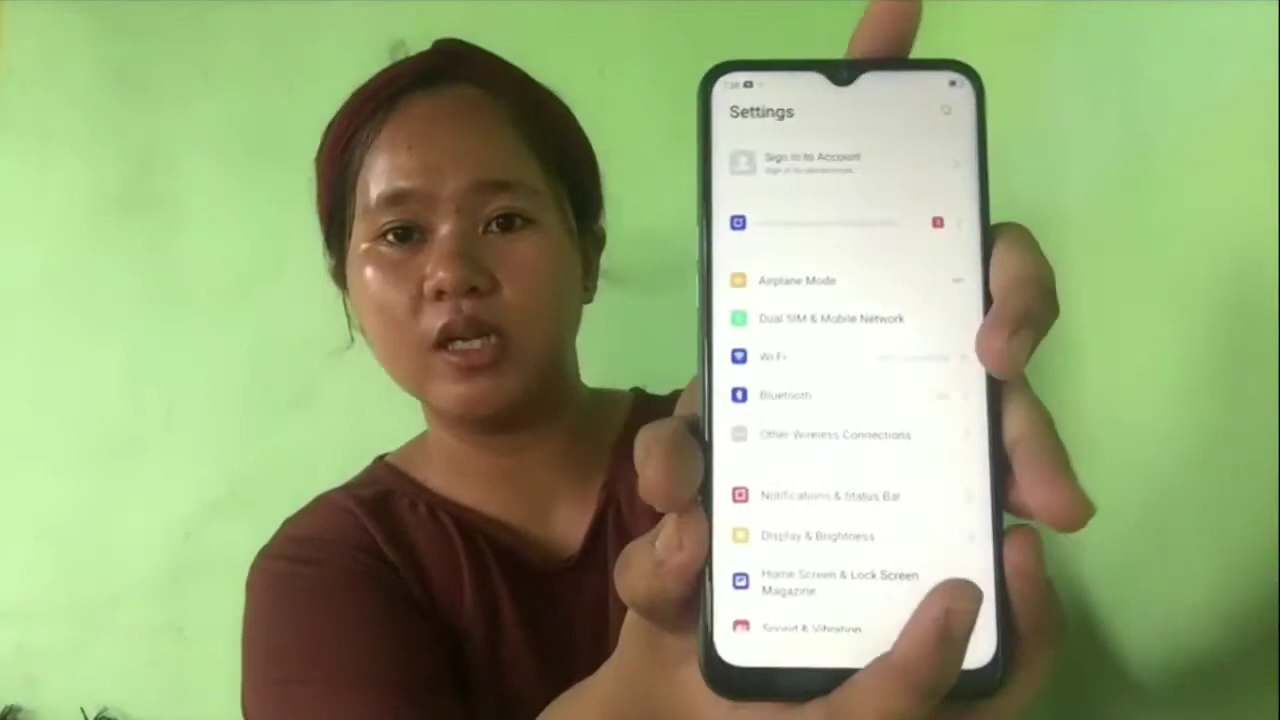 Settings
Sign in to Account
Airplane Mode
Dual SIM & Mobile Network
Wi-Fi
Bluetooth
Other Wireless Connections
Notifications & Status Bar
Display & Brightness
Home Screen & Lock Screen
Magazine
Sound & Vibration